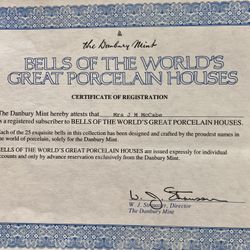 the Danbury Mint
BELLS OF THE WORLD'S
GREAT PORCELAIN HOUSES
CERTIFICATE OF REGISTRATION
The Danbury Mint hereby attests that Mrs J M McCabe
is a registered subscriber to BELLS OF THE WORLD'S GREAT PORCELAIN HOUSES.
Each of the 25 exquisite bells in this collection has been designed and crafted by the proudest names in
the world of porcelain, solely for the Danbury Mint.
BELLS OF THE WORLD'S GREAT PORCELAIN HOUSES are issued expressly for individual
accounts and only by advance reservation exclusively from the Danbury Mint.
W. J. Director
The Danbury Mint